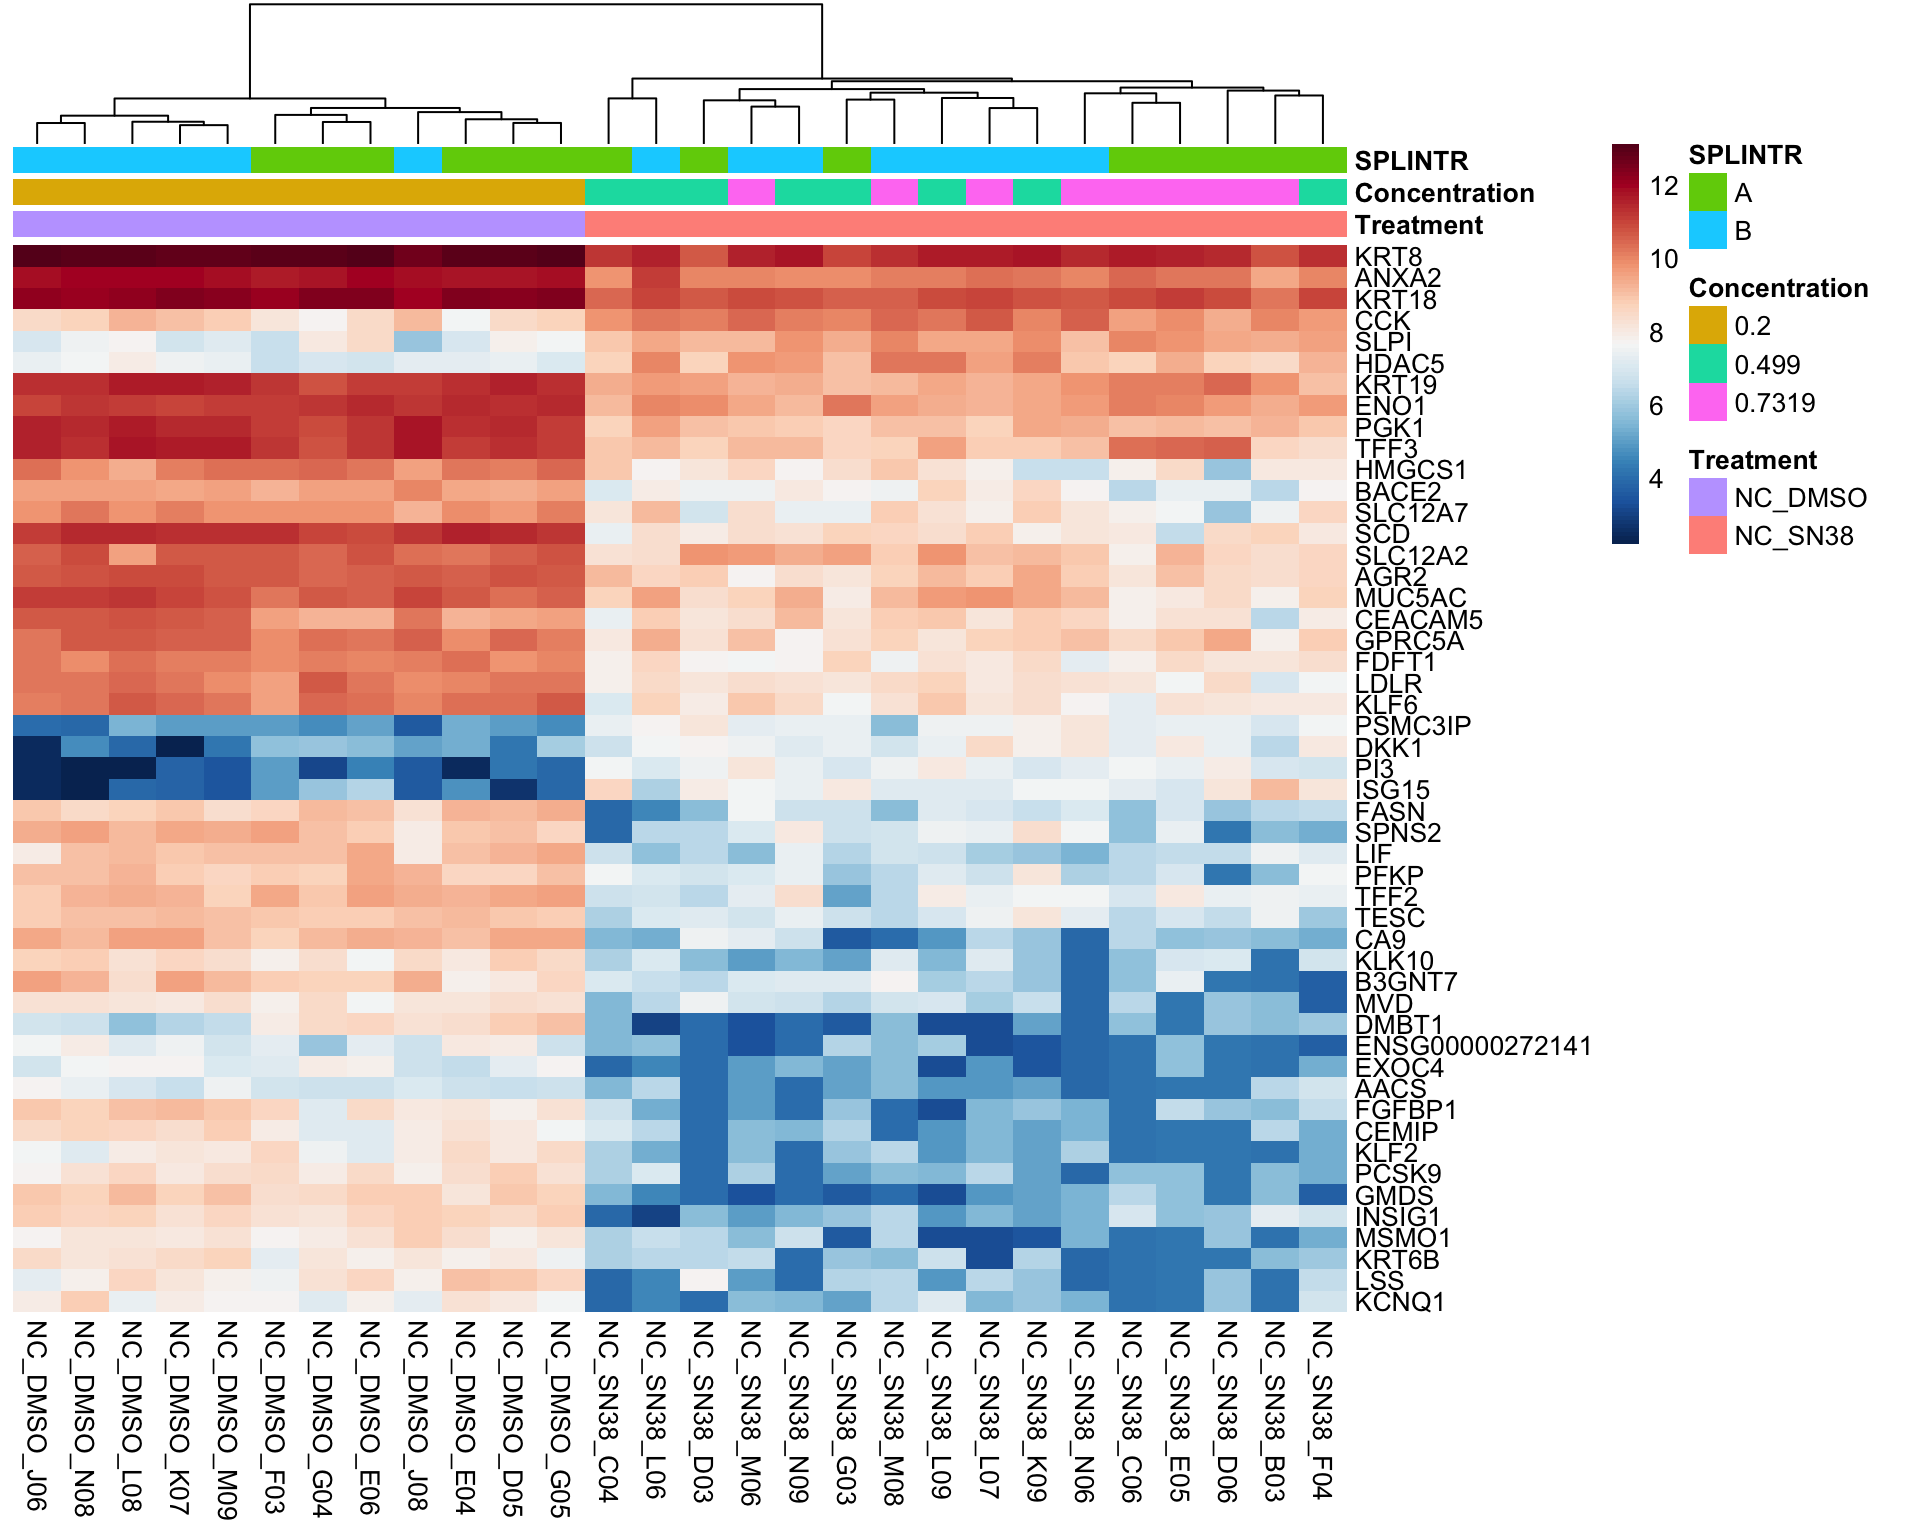 SPLINTR
Concentration
Treatment
KRT8
ANXA2
KRT18
CCK
SLPI
HDAC5
KRT19
ENO1
PGK1
TFF3
HMGCS1
BACE2
SLC12A7
SCD
SLC12A2
AGR2
MUC5AC
CEACAM5
GPRC5A
FDFT1
LDLR
KLF6
PSMC3IP
DKK1
PI3
ISG15
FASN
SPNS2
LIF
PFKP
TFF2
TESC
CA9
KLK10
B3GNT7
MVD
DMBT1
ENSG00000272141
EXOC4
AACS
FGFBP1
CEMIP
KLF2
PCSK9
GMDS
INSIG1
MSMO1
KRT6B
LSS
KCNQ1
NC_DMSO_J06
NC_DMSO_N08
NC_DMSO_L08
NC_DMSO_K07
NC_DMSO_M09
NC_DMSO_F03
NC_DMSO_G04
NC_DMSO_E06
NC_DMSO_J08
NC_DMSO_E04
NC_DMSO_D05
NC_DMSO_G05
NC_SN38_C04
NC_SN38_L06
NC_SN38_D03
NC_SN38_M06
NC_SN38_N09
NC_SN38_G03
NC_SN38_M08
NC_SN38_L09
NC_SN38_L07
NC_SN38_K09
NC_SN38_N06
NC_SN38_C06
NC_SN38_E05
NC_SN38_D06
NC_SN38_B03
NC_SN38_F04
12
10
8
6
4
SPLINTR
A
B
Concentration
0.2
0.499
0.7319
Treatment
NC_DMSO
NC_SN38